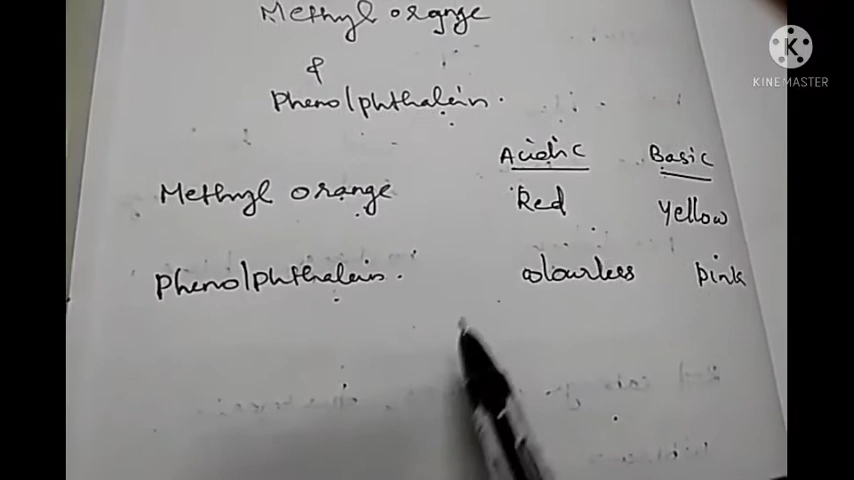 Methyl orange
&
Phenolphthalein.
Acidic Basic
Methyl orange Red Yellow
Phenolphthalein. colourless pink
K
KINEMASTER